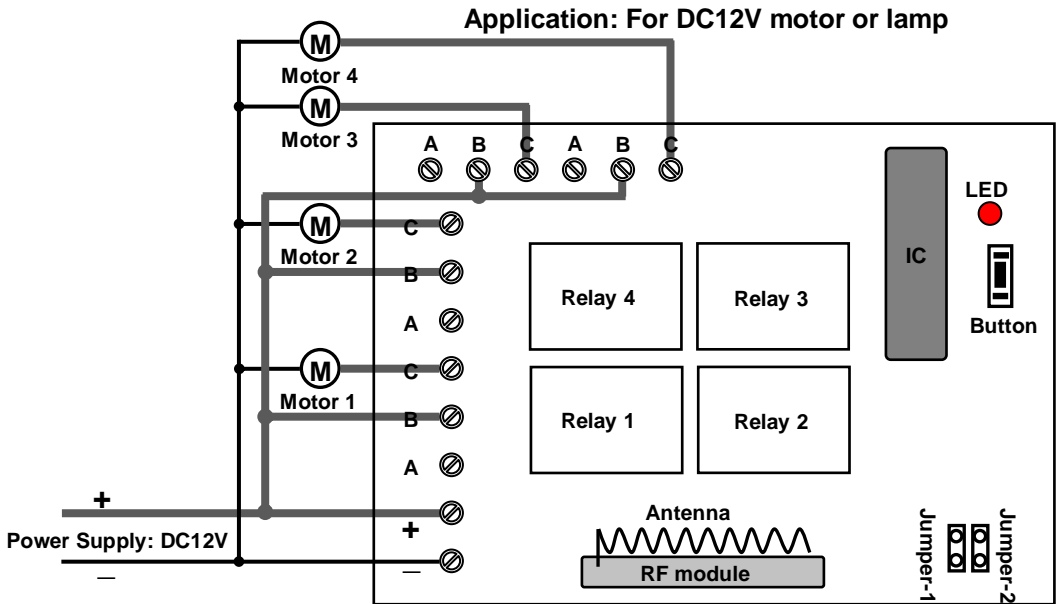 Application: For DC12V motor or lamp
M
Motor 4
M
Motor 3
A B C A B C
M
Motor 2
C
B
A
M
Motor 1
C
B
A
+
Power Supply: DC12V
−
+
−
Relay 4
Relay 3
Relay 1
Relay 2
IC
LED
Button
Antenna
RF module
Jumper-1
Jumper-2